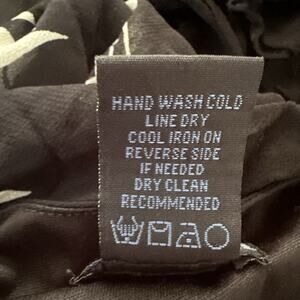 HAND WASH COLD
LINE DRY
COOL IRON ON
REVERSE SIDE
IF NEEDED
DRY CLEAN
RECOMMENDED